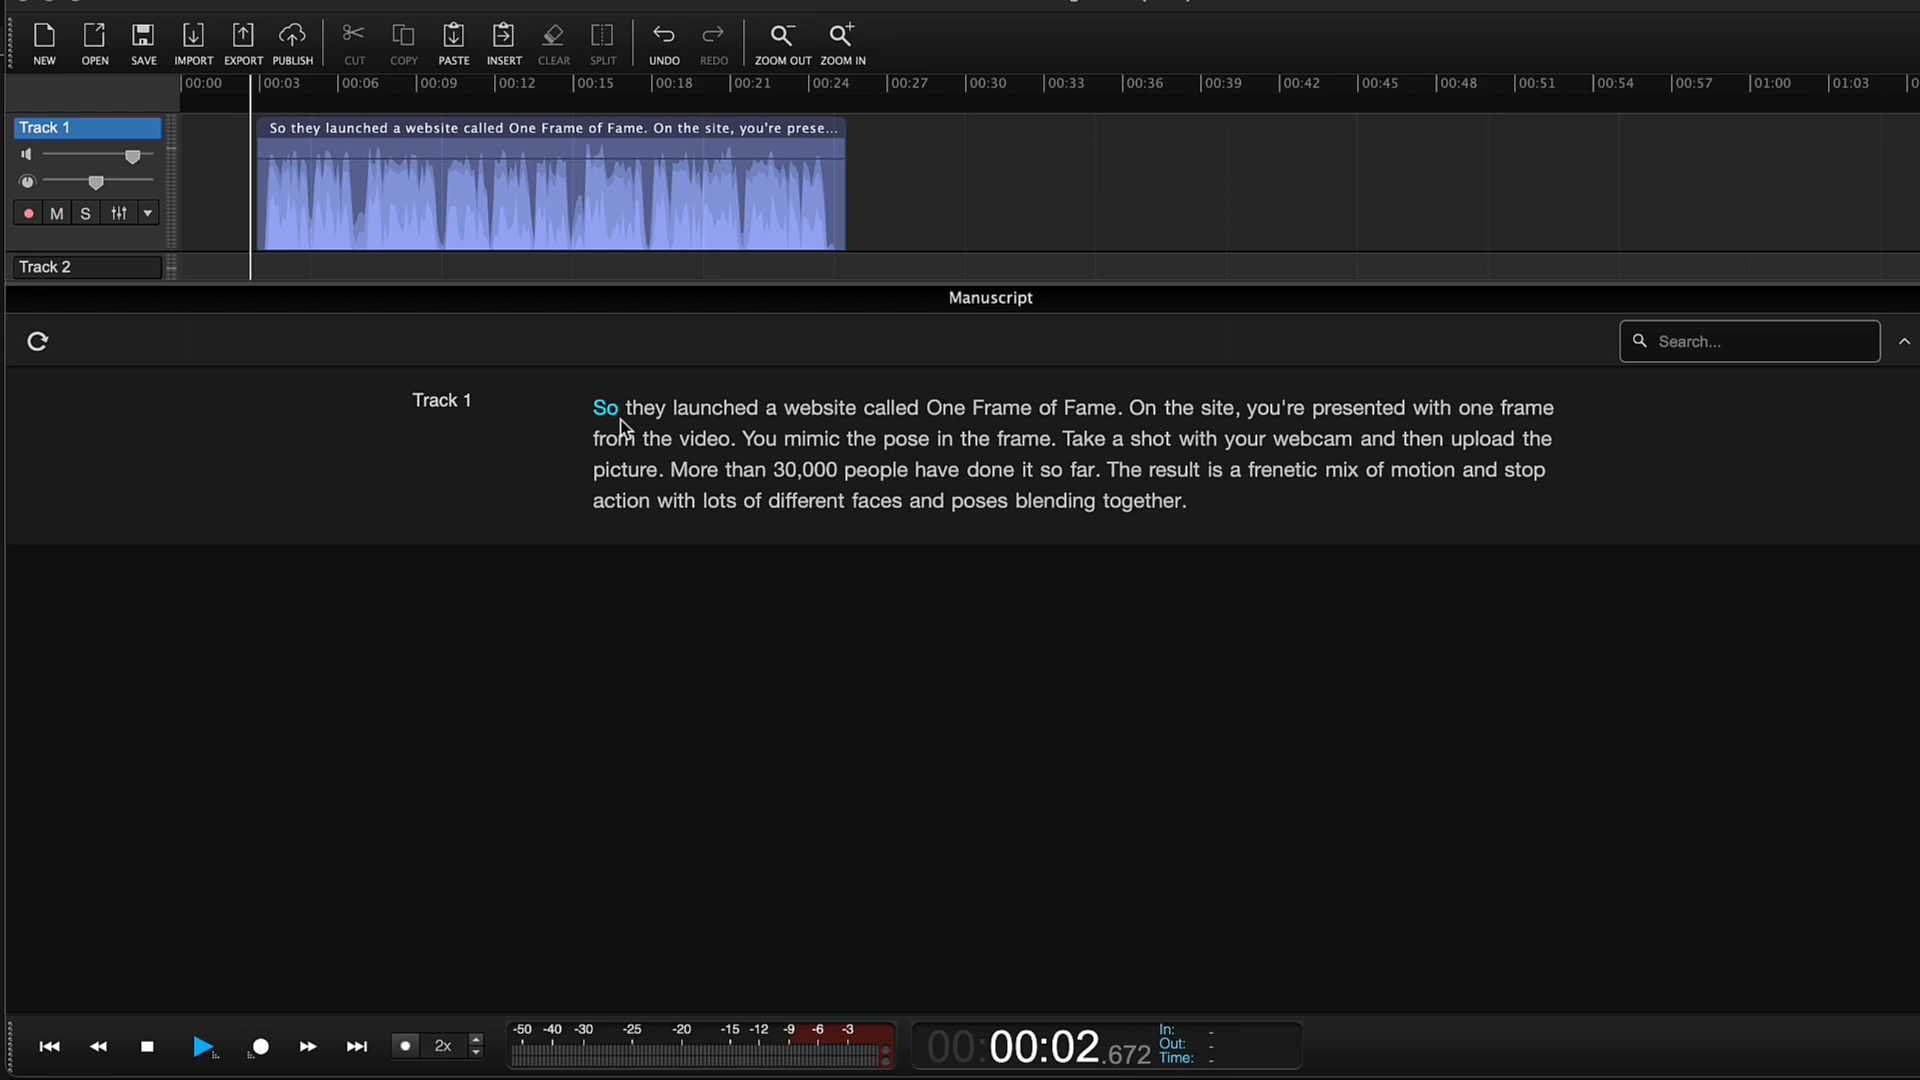 NEW OPEN SAVE IMPORT EXPORT PUBLISH CUT COPY PASTE INSERT CLEAR SPLIT UNDO REDO ZOOM OUT ZOOM IN
00:00 00:03 00:06 00:09 00:12 00:15 00:18 00:21 00:24 00:27 00:30 00:33 00:36 00:39 00:42 00:45 00:48 00:51 00:54 00:57 01:00 01:03
Track 1
So they launched a website called One Frame of Fame. On the site, you're prese...
M S
Track 2
Manuscript
Search...
Track 1
So they launched a website called One Frame of Fame. On the site, you're presented with one frame
from the video. You mimic the pose in the frame. Take a shot with your webcam and then upload the
picture. More than 30,000 people have done it so far. The result is a frenetic mix of motion and stop
action with lots of different faces and poses blending together.
2x
-50 -40 -30 -25 -20 -15 -12 -9 -6 -3
00:00:02.672
In: -
Out: -
Time: -